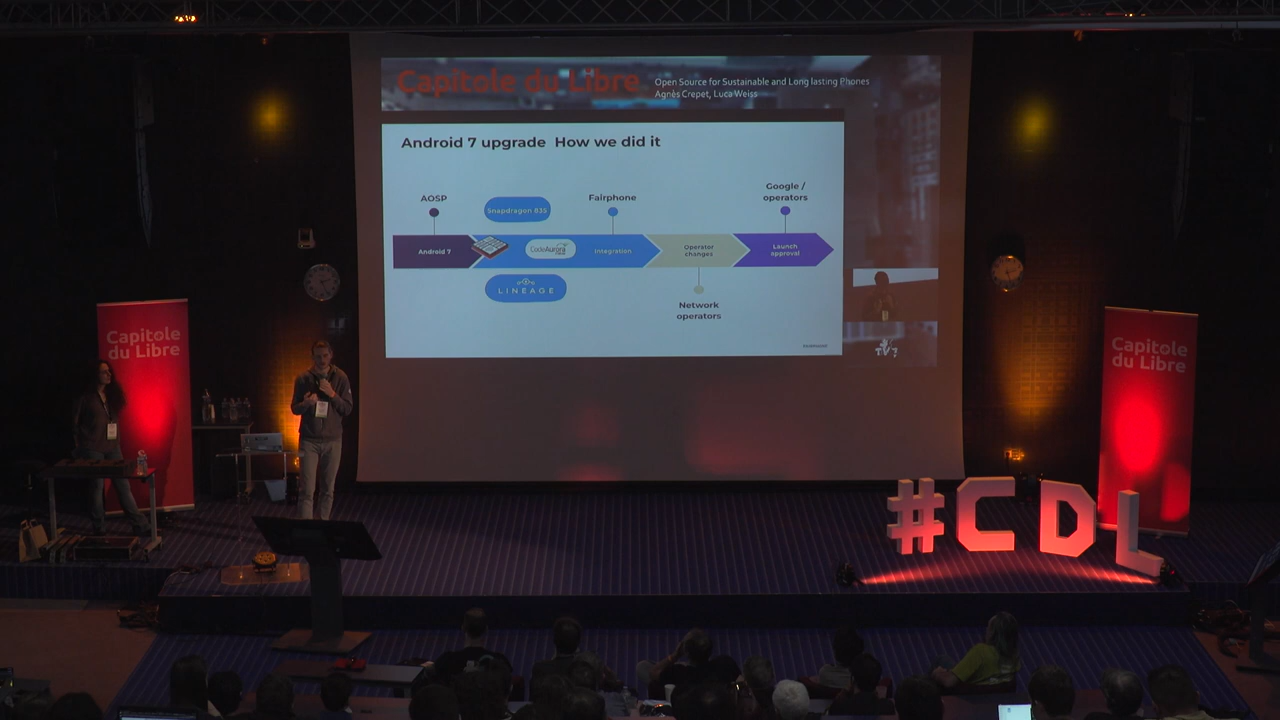 Capitole du Libre
Open Source for Sustainable and Long lasting Phones
Agnès Crepet, Luca Weiss
Android 7 upgrade How we did it
AOSP
Snapdragon 835
Fairphone
Google /
operators
Android 7
CodeAurora
Integration
Operator
changes
Launch
approval
LINEAGE
Network
operators
Capitole
du Libre
Capitole
du Libre
#CDL